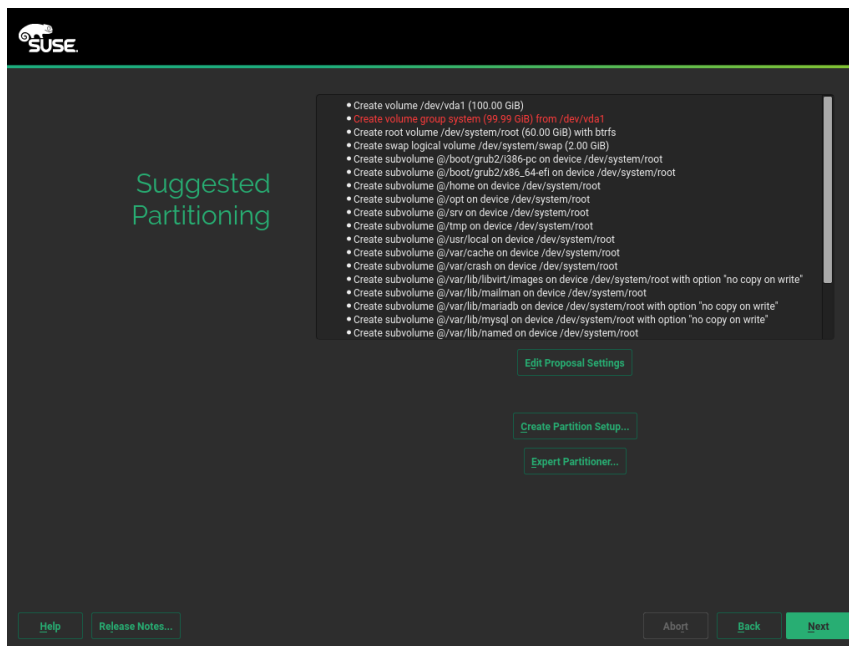 SUSE.
Suggested
Partitioning
• Create volume /dev/vda1 (100.00 GiB)
• Create volume group system (99.99 GiB) from /dev/vda1
• Create root volume /dev/system/root (60.00 GiB) with btrfs
• Create swap logical volume /dev/system/swap (2.00 GiB)
• Create subvolume @/boot/grub2/i386-pc on device /dev/system/root
• Create subvolume @/boot/grub2/x86_64-efi on device /dev/system/root
• Create subvolume @/home on device /dev/system/root
• Create subvolume @/opt on device /dev/system/root
• Create subvolume @/srv on device /dev/system/root
• Create subvolume @/tmp on device /dev/system/root
• Create subvolume @/usr/local on device /dev/system/root
• Create subvolume @/var/cache on device /dev/system/root
• Create subvolume @/var/crash on device /dev/system/root
• Create subvolume @/var/lib/libvirt/images on device /dev/system/root with option "no copy on write"
• Create subvolume @/var/lib/mailman on device /dev/system/root
• Create subvolume @/var/lib/mariadb on device /dev/system/root with option "no copy on write"
• Create subvolume @/var/lib/mysql on device /dev/system/root with option "no copy on write"
• Create subvolume @/var/lib/named on device /dev/system/root
Edit Proposal Settings
Create Partition Setup...
Expert Partitioner...
Help
Release Notes...
Abort
Back
Next